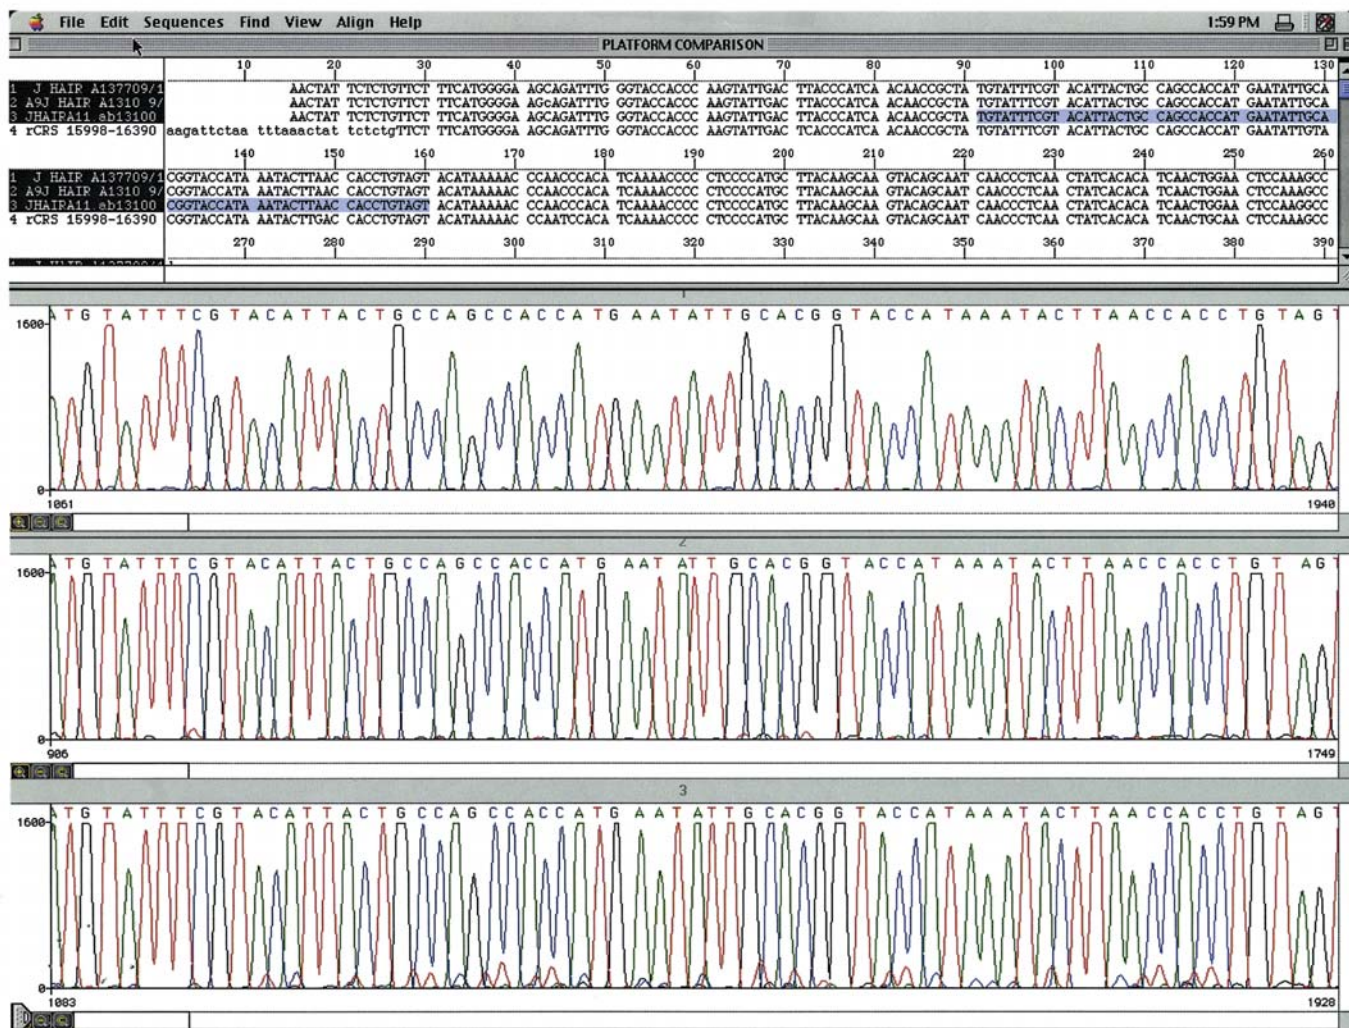 File Edit Sequences Find View Align Help 1:59 PM
PLATFORM COMPARISON
10 20 30 40 50 60 70 80 90 100 110 120 130
1 J HAIR A137709/1 AACTAT TCTCTGTTCT TTCATGGGGA AGCAGATTTG GGTACCACCC AAGTATTGAC TTACCCATCA ACAACCGCTA TGTATTTCGT ACATTACTGC CAGCCACCAT GAATATTGCA
2 A9J HAIR A1310 9/ AACTAT TCTCTGTTCT TTCATGGGGA AGcAGATTTG GGTACCACCC AAGTATTGAC TTACCCATCA ACAACCGCTA TGTATTTCGT ACATTACTGC CAGCCACCAT GAATATTGCA
3 JHAIRA11.ab13100 AACTAT TCTCTGTTCT TTCATGGGGA AGCAGATTTG GGTACCACCC AAGTATTGAC TTACCCATCA ACAACCGCTA TGTATTTCGT ACATTACTGC CAGCCACCAT GAATATTGCA
4 rCRS 15998-16390 aagattctaa tttaaactat tctctgTTCT TTCATGGGGA AGCAGATTTG GGTACCACCC AAGTATTGAC TCACCCATCA ACAACCGCTA TGTATTTCGT ACATTACTGC CAGCCACCAT GAATATTGTA
140 150 160 170 180 190 200 210 220 230 240 250 260
1 J HAIR A137709/1 CGGTACCATA AATACTTAAC CACCTGTAGT ACATAAAAAC CCAACCCACA TCAAAACCCC CTCCCCATGC TTACAAGCAA GTACAGCAAT CAACCCTCAA CTATCACACA TCAACTGGAA CTCCAAAGCC
2 A9J HAIR A1310 9/ CGGTACCATA AATACTTAAC CACCTGTAGT ACATAAAAAC CCAACCCACA TCAAAACCCC CTCCCCATGC TTACAAGCAA GTACAGCAAT CAACCCTCAA CTATCACACA TCAACTGGAA CTCCAAAGCC
3 JHAIRA11.ab13100 CGGTACCATA AATACTTAAC CACCTGTAGT ACATAAAAAC CCAACCCACA TCAAAACCCC CTCCCCATGC TTACAAGCAA GTACAGCAAT CAACCCTCAA CTATCACACA TCAACTGGAA CTCCAAAGCC
4 rCRS 15998-16390 CGGTACCATA AATACTTGAC CACCTGTAGT ACATAAAAAC CCAATCCACA TCAAAACCCC CTCCCCATGC TTACAAGCAA GTACAGCAAT CAACCCTCAA CTATCACACA TCAACTGCAA CTCCAAGGCC
270 280 290 300 310 320 330 340 350 360 370 380 390
1
ATGTATTTCGTACATTACTGCCAGCCACCATGAATATTGCACGGTACCATAAATACTTAACCACCTGTAGT
1600
0
1061 1940
2
ATGTATTTCGTACATTACTGCCAGCCACCATGAATATTGCACGGTACCATAAATACTTAACCACCTGTAGT
1600
0
906 1749
3
ATGTATTTCGTACATTACTGCCAGCCACCATGAATATTGCACGGTACCATAAATACTTAACCACCTGTAGT
1600
0
1083 1928